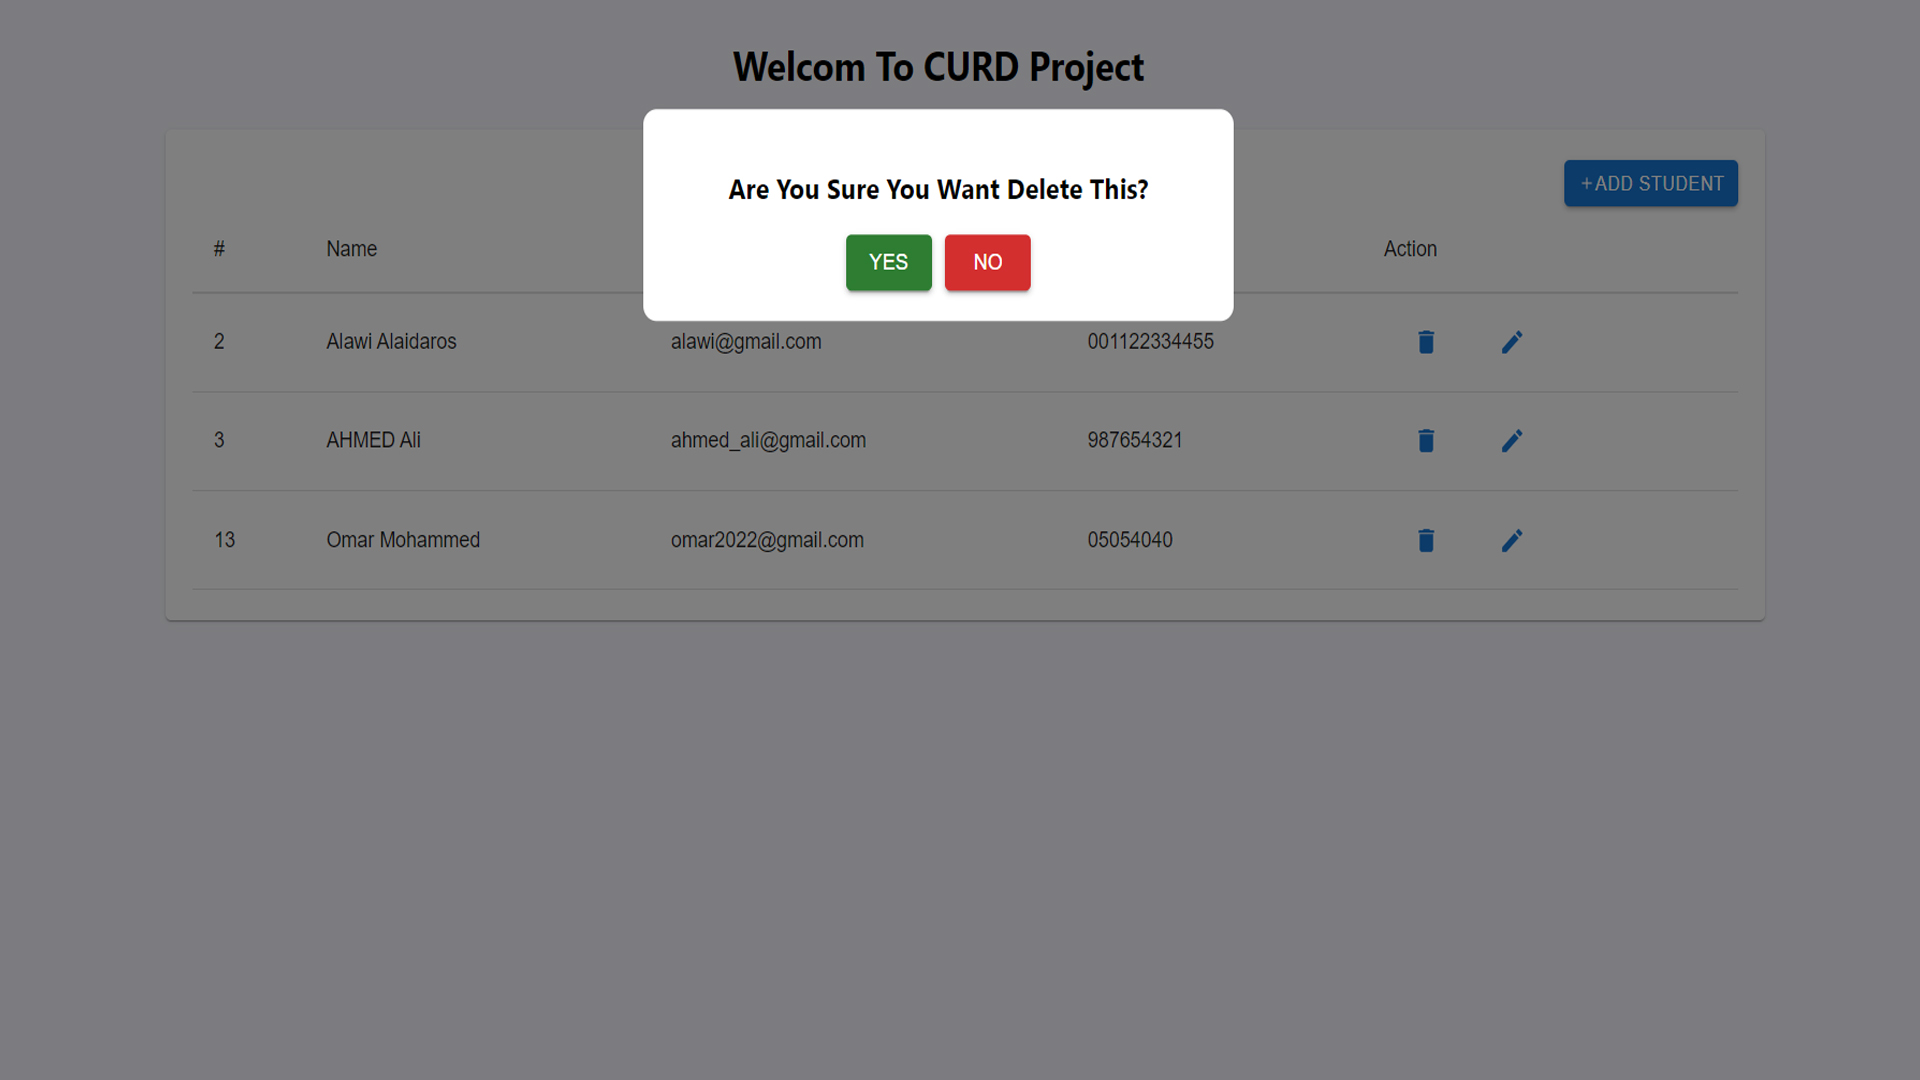 Welcom To CURD Project
Are You Sure You Want Delete This?
YES NO
+ADD STUDENT
# Name Action
2 Alawi Alaidaros alawi@gmail.com 001122334455
3 AHMED Ali ahmed_ali@gmail.com 987654321
13 Omar Mohammed omar2022@gmail.com 05054040